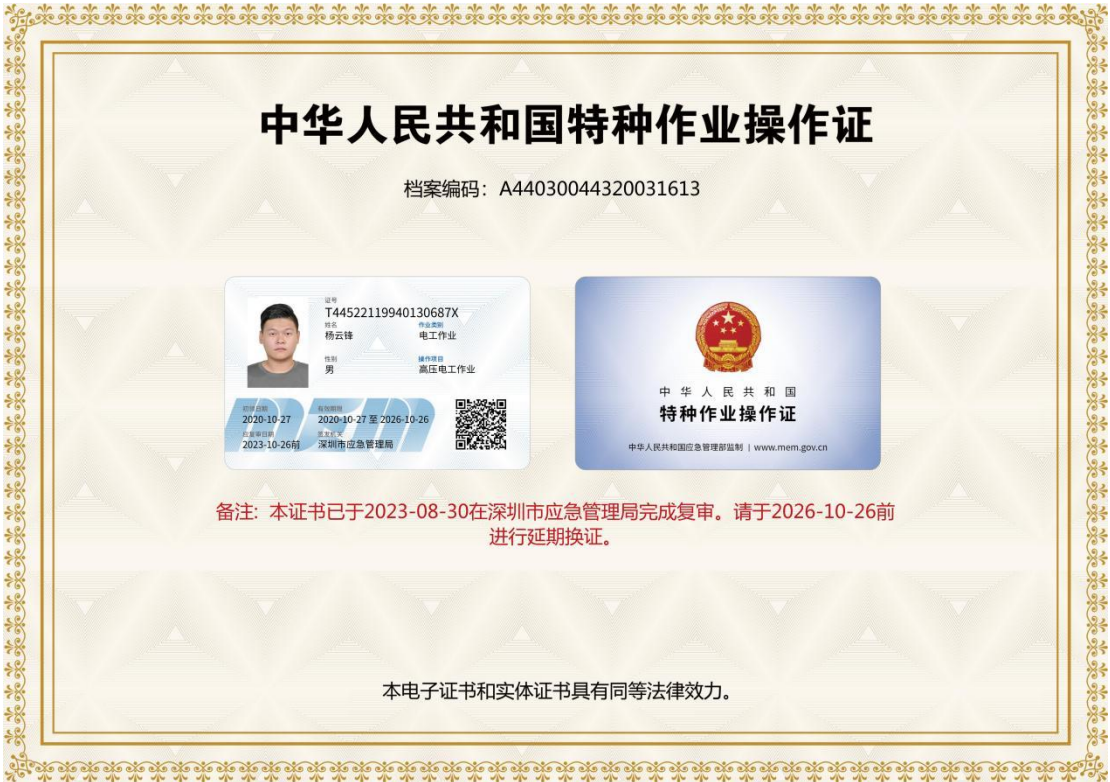 中华人民共和国特种作业操作证
档案编码：A44030044320031613
证号
T44522119940130687X
姓名
杨云锋
作业类别
电工作业
性别
男
操作项目
高压电工作业
初领日期
2020-10-27
有效期限
2020-10-27 至 2026-10-26
应复审日期
2023-10-26前
签发机关
深圳市应急管理局
中华人民共和国
特种作业操作证
中华人民共和国应急管理部监制 | www.mem.gov.cn
备注: 本证书已于2023-08-30在深圳市应急管理局完成复审。请于2026-10-26前
进行延期换证。
本电子证书和实体证书具有同等法律效力。